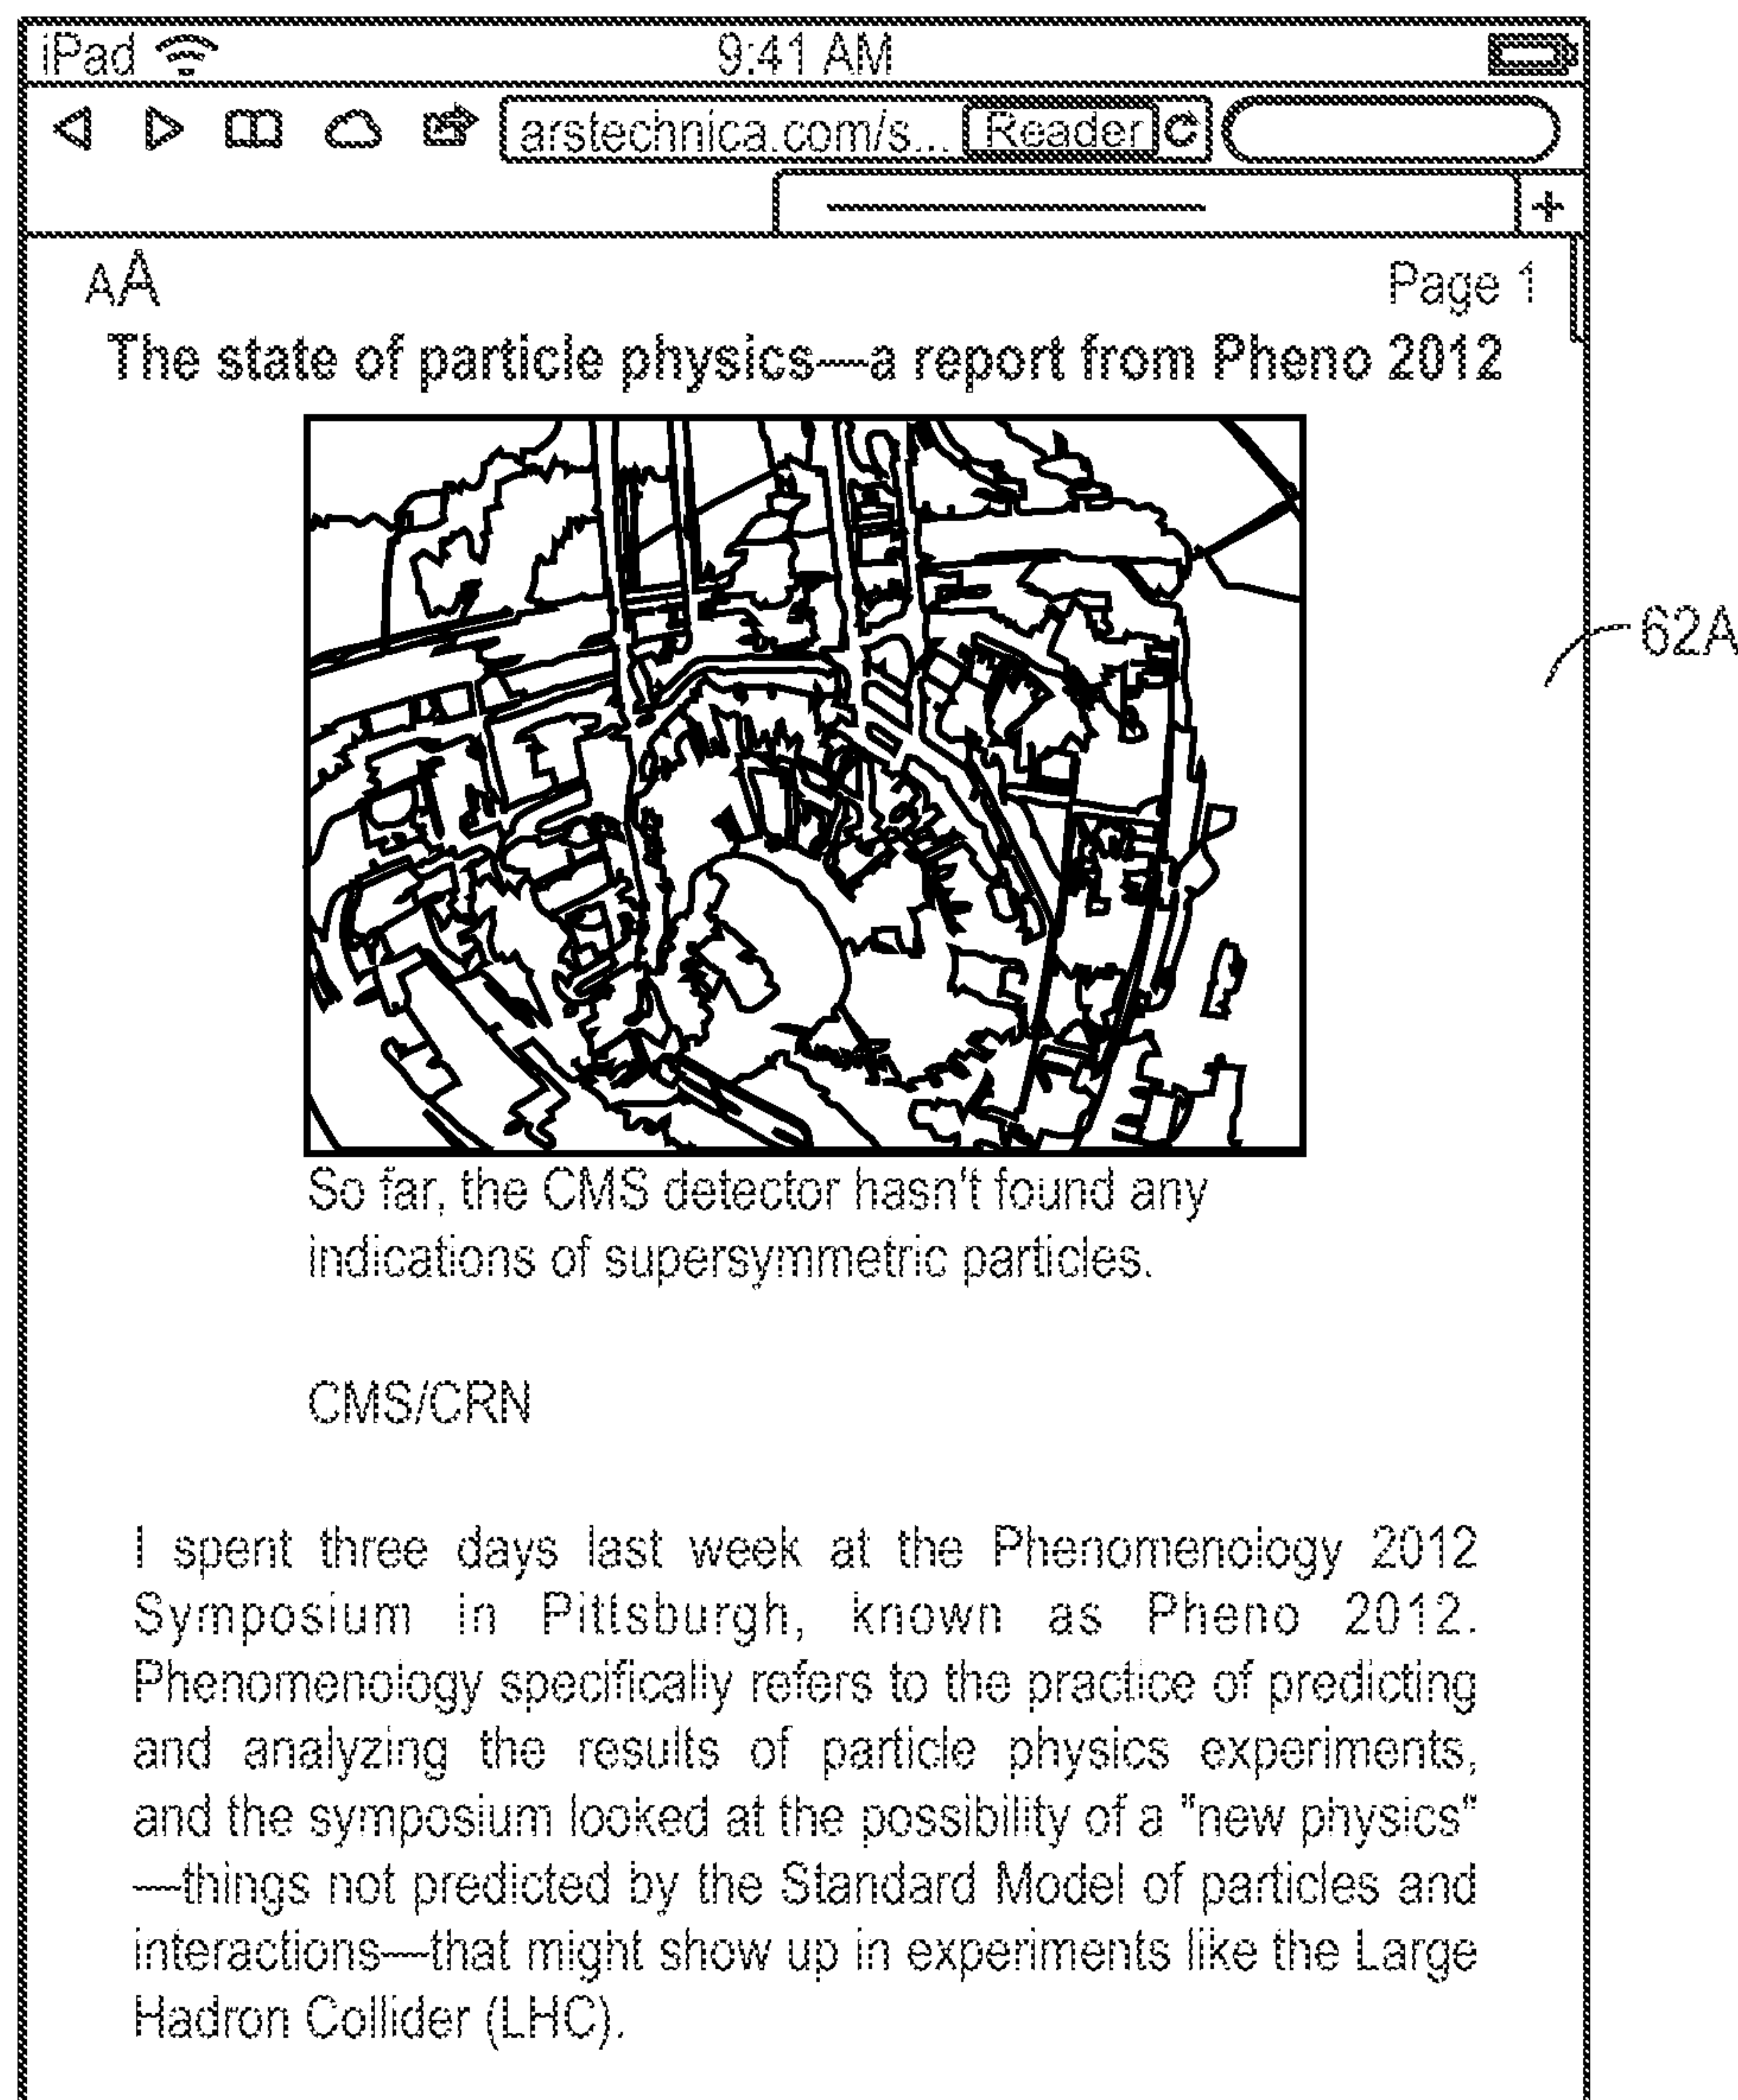 iPad 9:41 AM
arstechnica.com/s... Reader
+
AA Page 1
The state of particle physics—a report from Pheno 2012
62A
So far, the CMS detector hasn't found any
indications of supersymmetric particles.
CMS/CRN
I spent three days last week at the Phenomenology 2012
Symposium in Pittsburgh, known as Pheno 2012.
Phenomenology specifically refers to the practice of predicting
and analyzing the results of particle physics experiments,
and the symposium looked at the possibility of a "new physics"
—things not predicted by the Standard Model of particles and
interactions—that might show up in experiments like the Large
Hadron Collider (LHC).